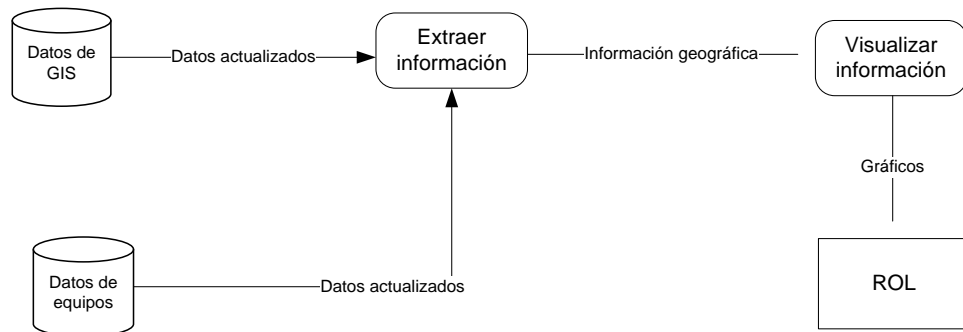 Datos de
GIS
Datos actualizados
Extraer
información
Información geográfica
Visualizar
información
Gráficos
ROL
Datos de
equipos
Datos actualizados